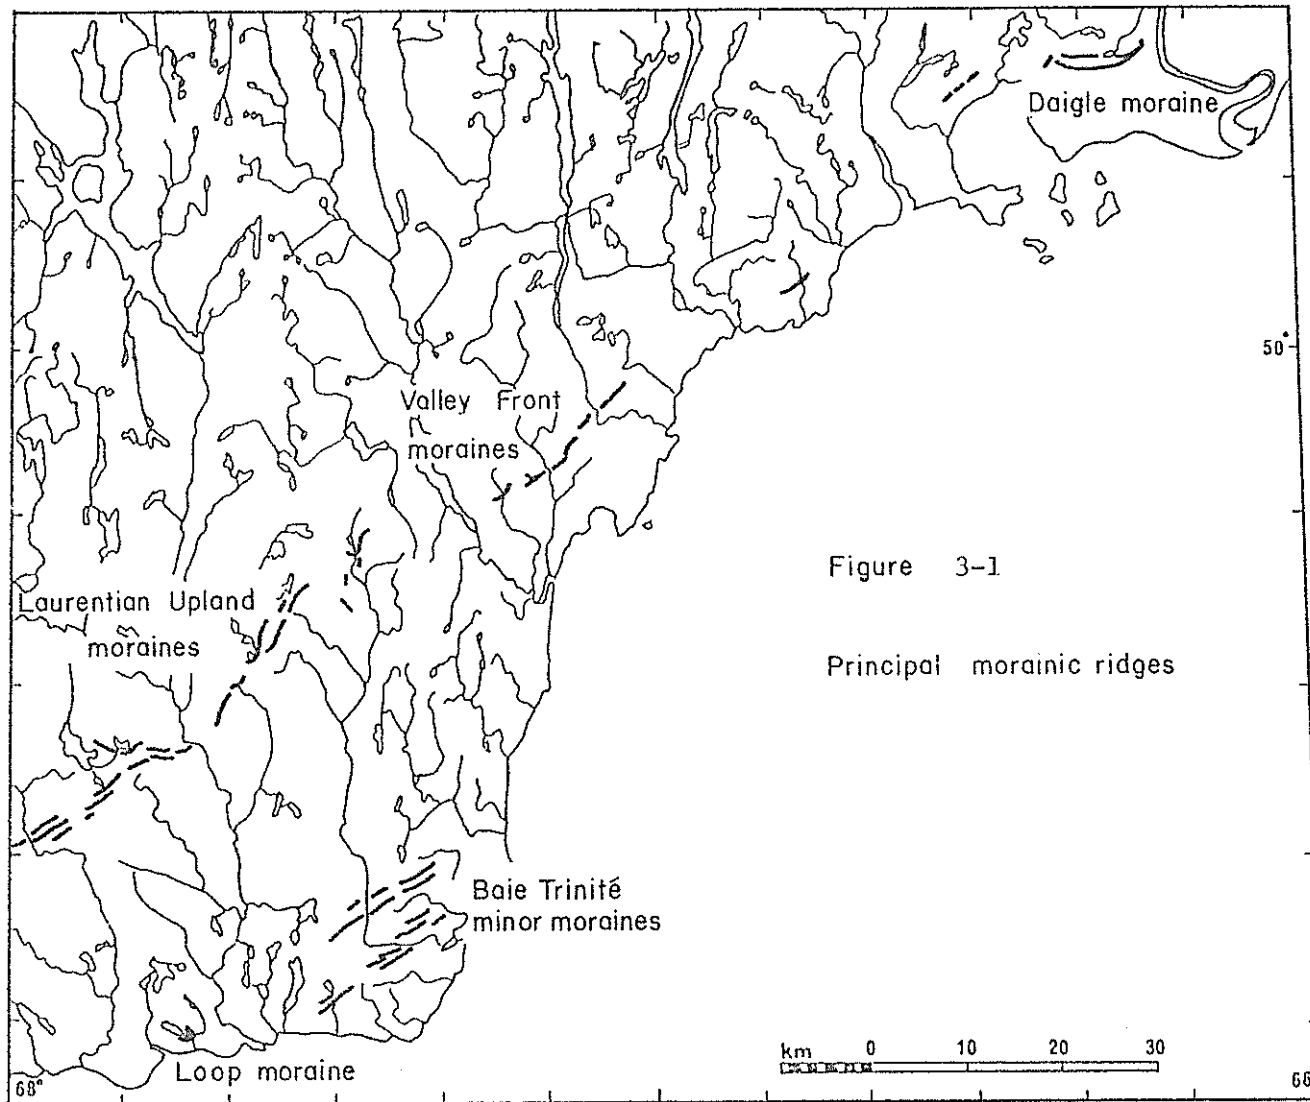 Daigle moraine
50°
Valley Front
moraines
Figure 3-1
Laurentian Upland
moraines
Principal morainic ridges
Baie Trinité
minor moraines
km 0 10 20 30
Loop moraine
68°
66